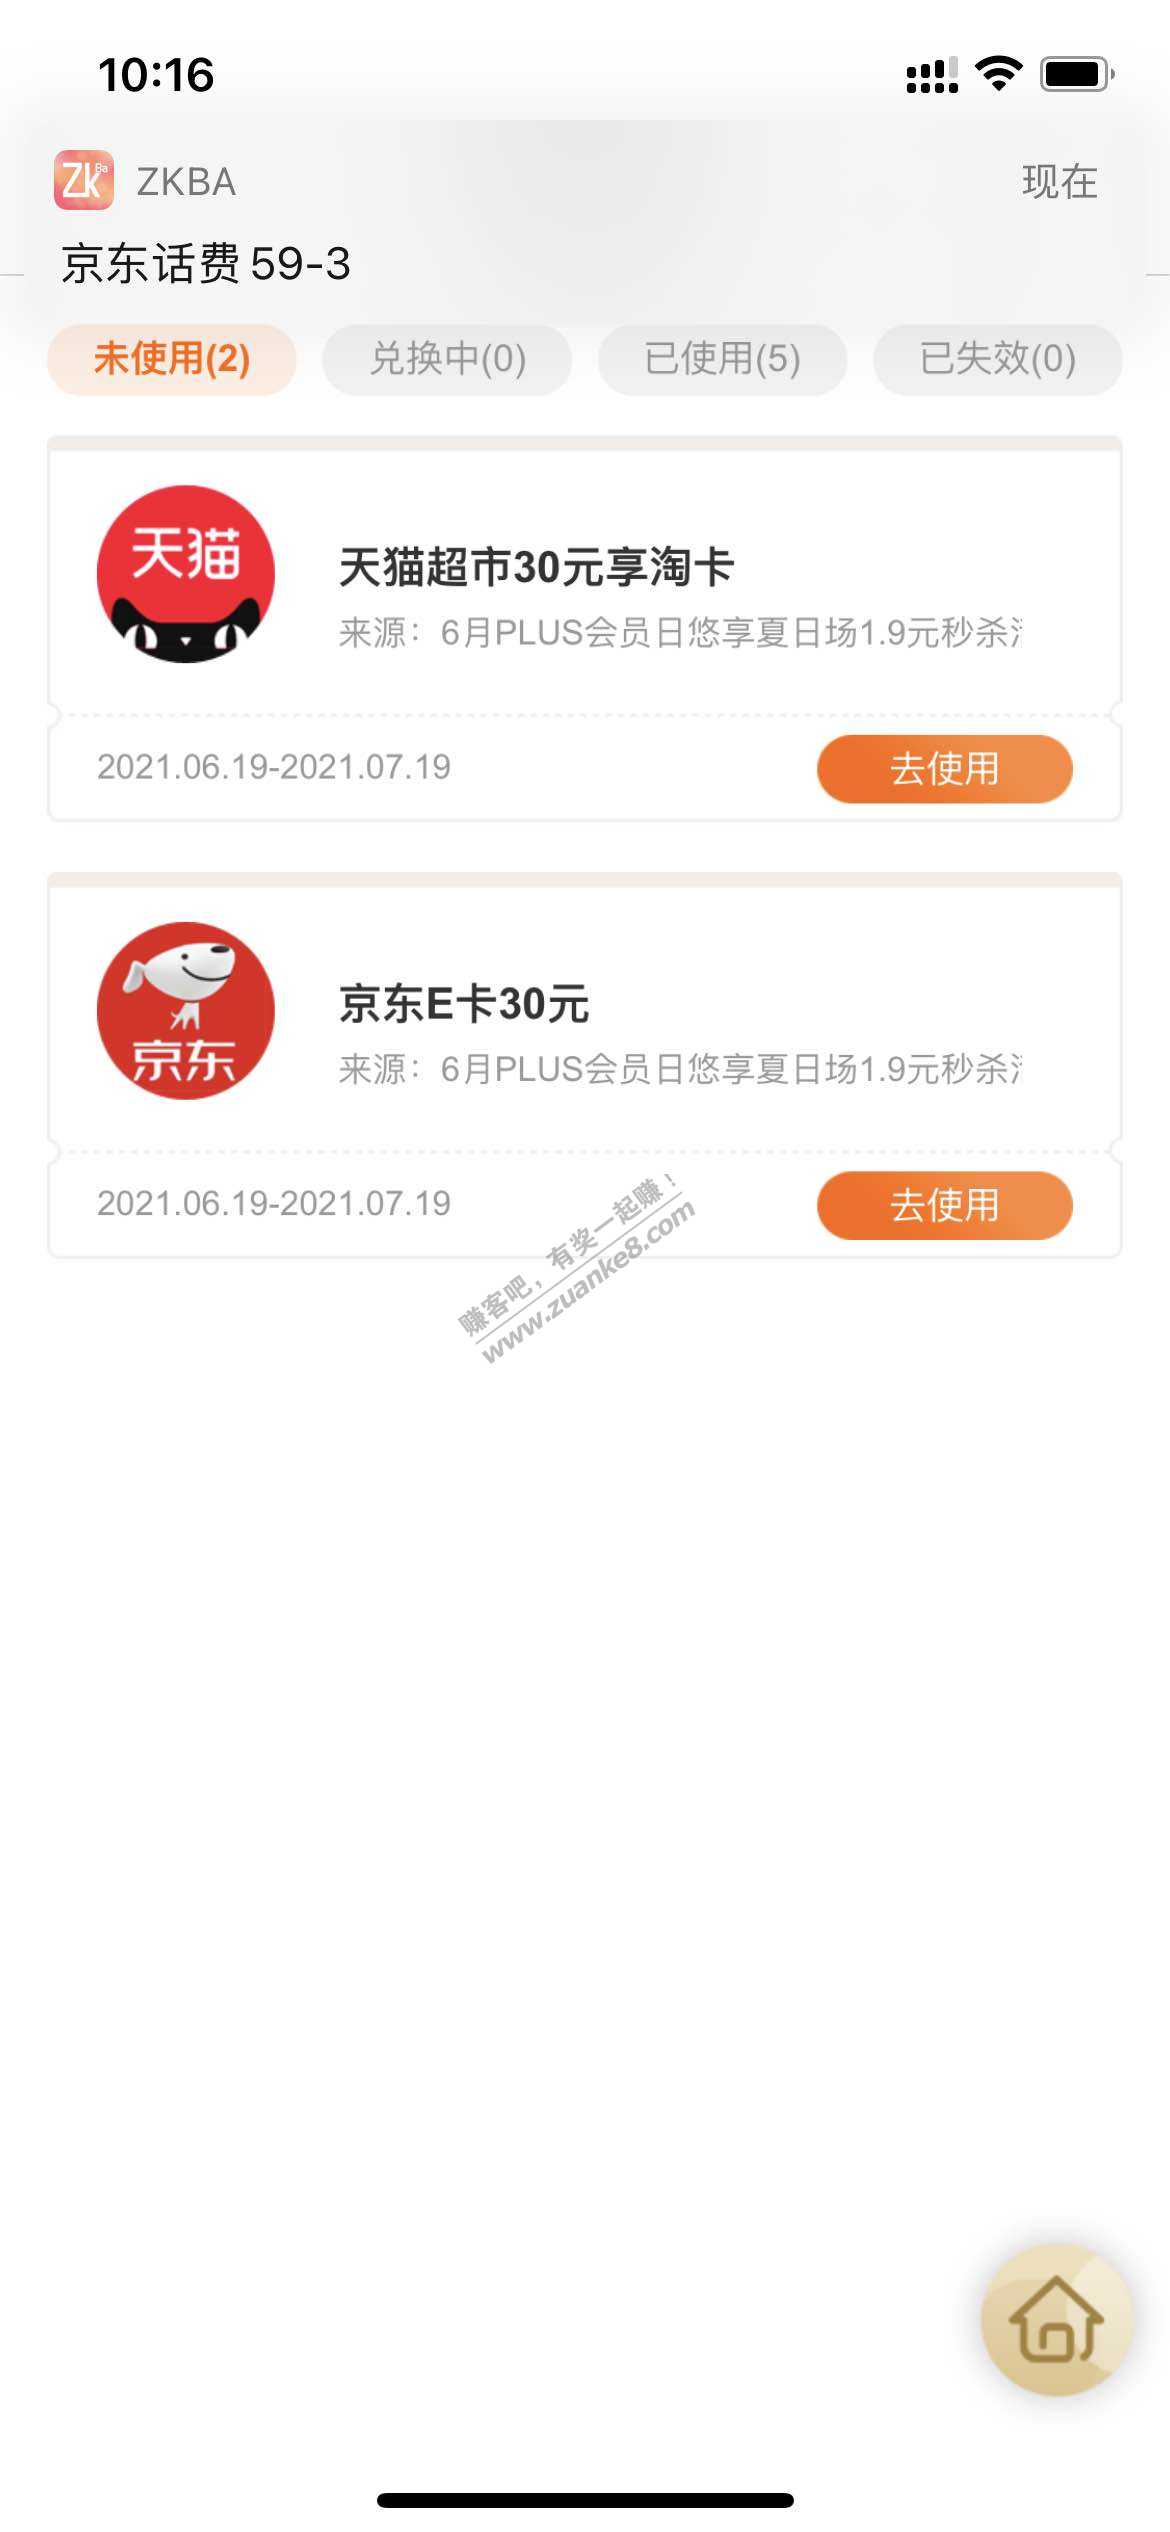 10:16
Zk Ba
ZKBA
现在
京东话费 59-3
未使用(2)
兑换中(0)
已使用(5)
已失效(0)
天猫
天猫超市30元享淘卡
来源：6月PLUS会员日悠享夏日场1.9元秒杀
2021.06.19-2021.07.19
去使用
京东
京东E卡30元
来源：6月PLUS会员日悠享夏日场1.9元秒杀
2021.06.19-2021.07.19
去使用
赚客吧，有奖一起赚！
www.zuanke8.com